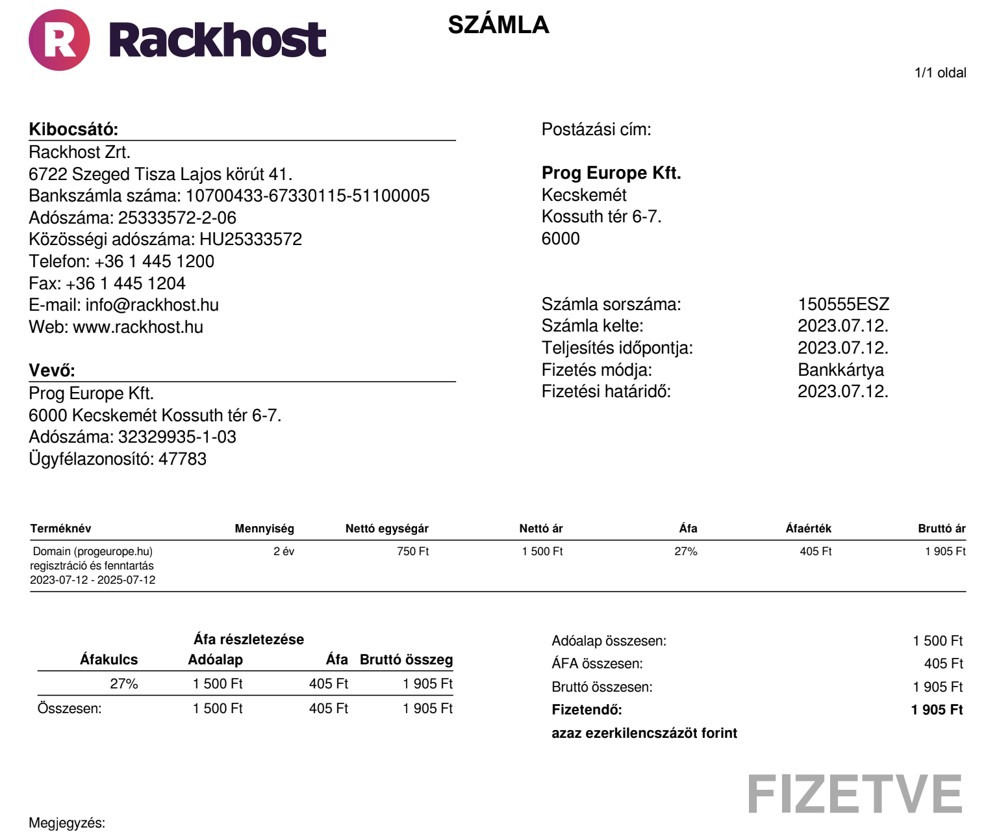 Rackhost
SZÁMLA
1/1 oldal
Kibocsátó:
Rackhost Zrt.
6722 Szeged Tisza Lajos körút 41.
Bankszámla száma: 10700433-67330115-51100005
Adószáma: 25333572-2-06
Közösségi adószáma: HU25333572
Telefon: +36 1 445 1200
Fax: +36 1 445 1204
E-mail: info@rackhost.hu
Web: www.rackhost.hu
Vevő:
Prog Europe Kft.
6000 Kecskemét Kossuth tér 6-7.
Adószáma: 32329935-1-03
Ügyfélazonosító: 47783
Postázási cím:
Prog Europe Kft.
Kecskemét
Kossuth tér 6-7.
6000
Számla sorszáma: 150555ESZ
Számla kelte: 2023.07.12.
Teljesítés időpontja: 2023.07.12.
Fizetés módja: Bankkártya
Fizetési határidő: 2023.07.12.
Terméknév Mennyiség Nettó egységár Nettó ár Áfa Áfaérték Bruttó ár
Domain (progeurope.hu) 2 év 750 Ft 1 500 Ft 27% 405 Ft 1 905 Ft
regisztráció és fenntartás
2023-07-12 - 2025-07-12
Áfa részletezése
Áfakulcs Adóalap Áfa Bruttó összeg
27% 1 500 Ft 405 Ft 1 905 Ft
Összesen: 1 500 Ft 405 Ft 1 905 Ft
Adóalap összesen: 1 500 Ft
ÁFA összesen: 405 Ft
Bruttó összesen: 1 905 Ft
Fizetendő: 1 905 Ft
azaz ezerkilencszázöt forint
FIZETVE
Megjegyzés: